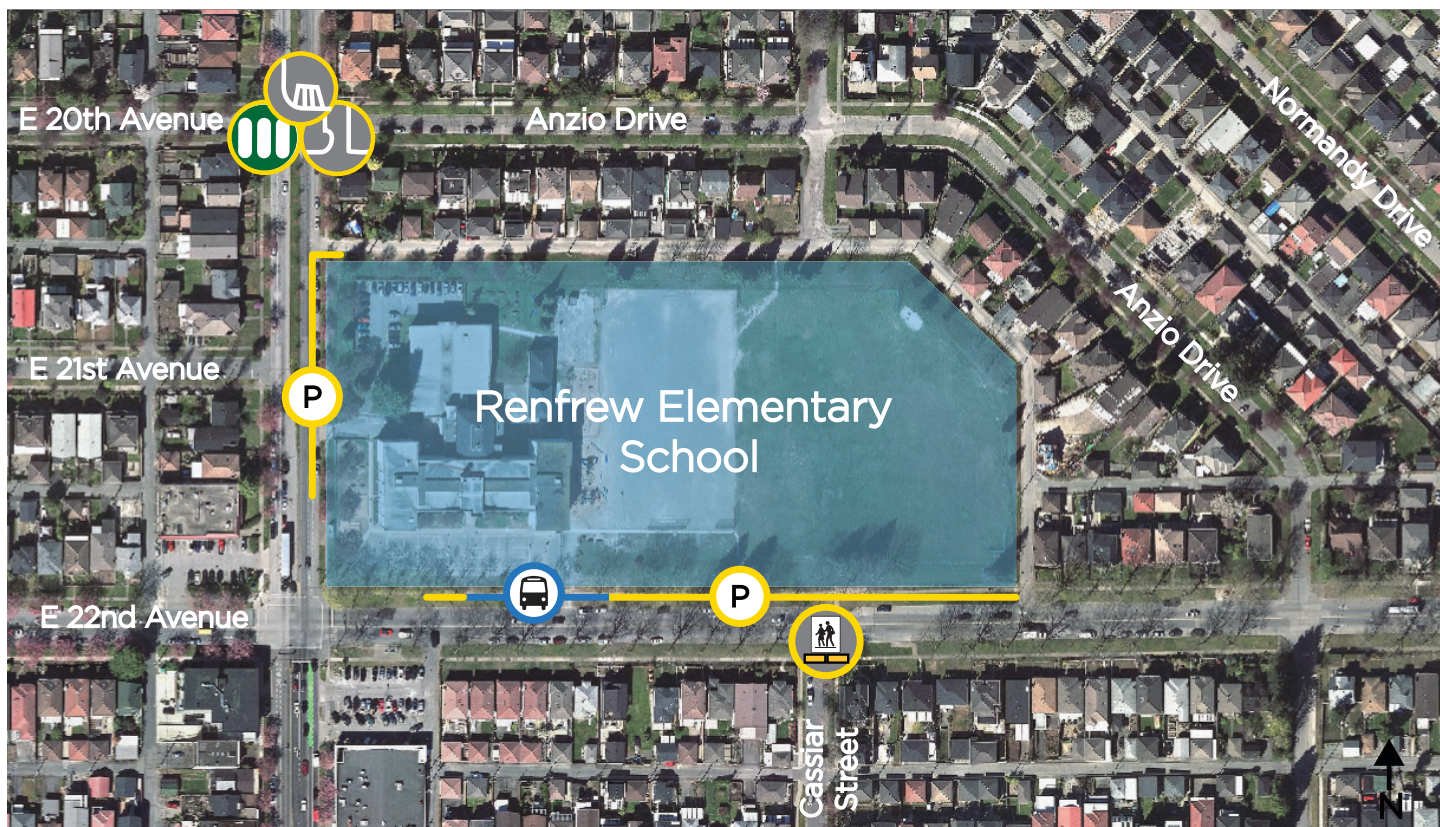 E 20th Avenue
Anzio Drive
Normandy Drive
Anzio Drive
E 21st Avenue
P
Renfrew Elementary
School
P
E 22nd Avenue
Cassiar
Street
N